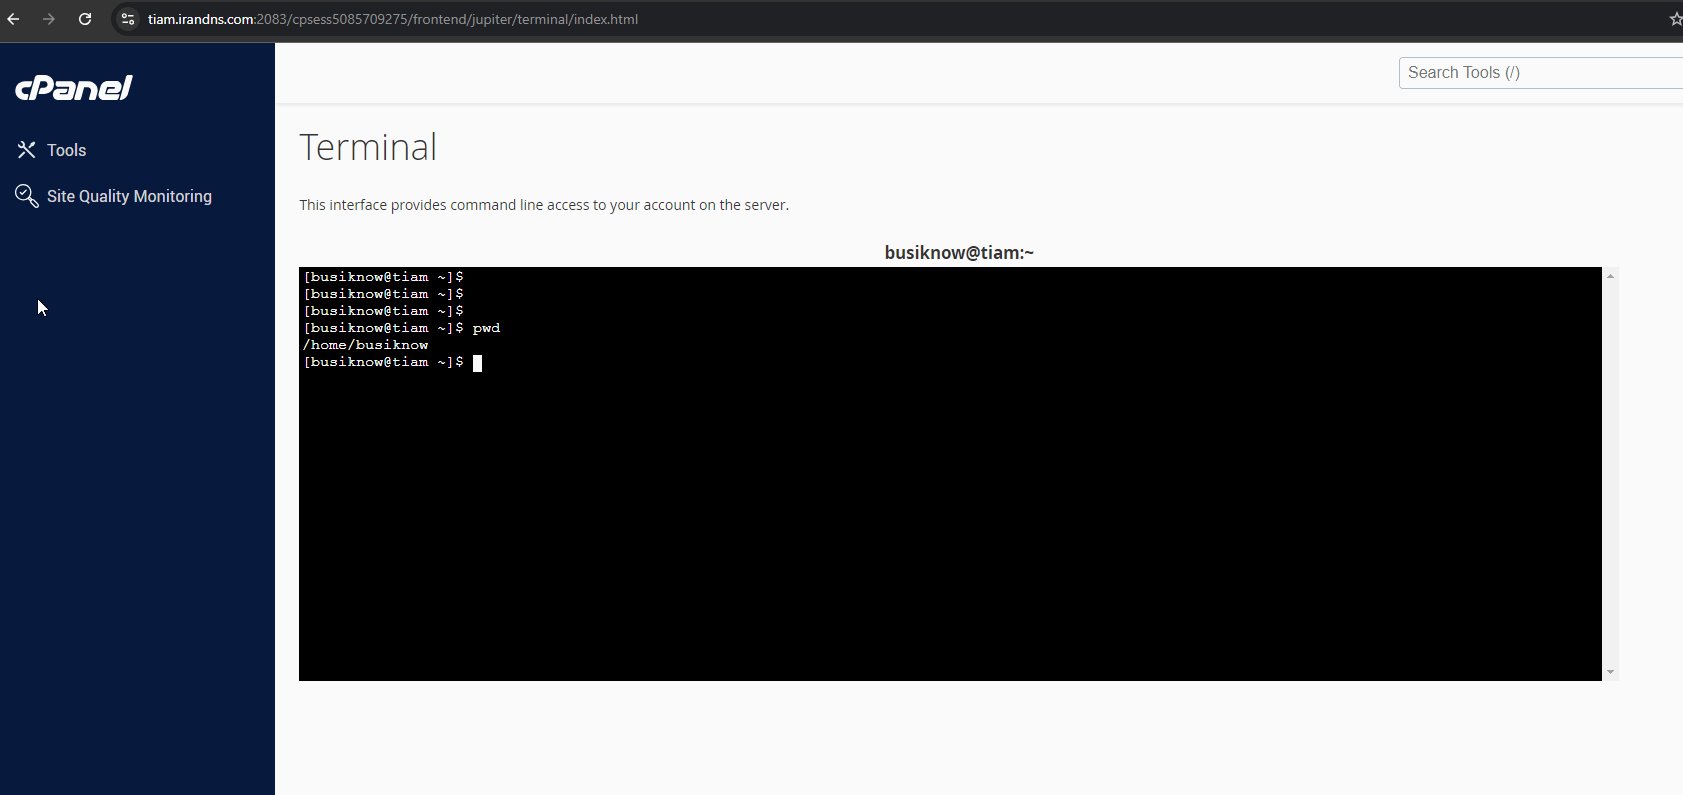 tiam.irandns.com:2083/cpsess5085709275/frontend/jupiter/terminal/index.html
cPanel
Search Tools (/)
Tools
Site Quality Monitoring
Terminal
This interface provides command line access to your account on the server.
busiknow@tiam:~
[busiknow@tiam ~]$
[busiknow@tiam ~]$
[busiknow@tiam ~]$
[busiknow@tiam ~]$ pwd
/home/busiknow
[busiknow@tiam ~]$